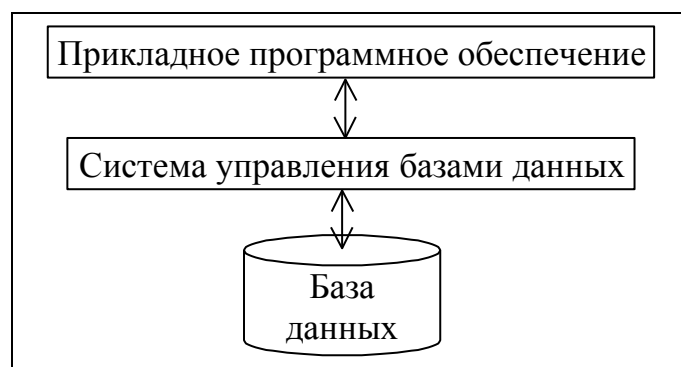 Прикладное программное обеспечение
Система управления базами данных
База
данных